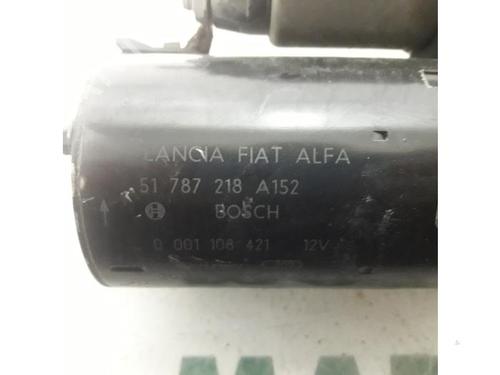 LANCIA FIAT ALFA
51 787 218 A152
BOSCH
0 001 108 421 12V